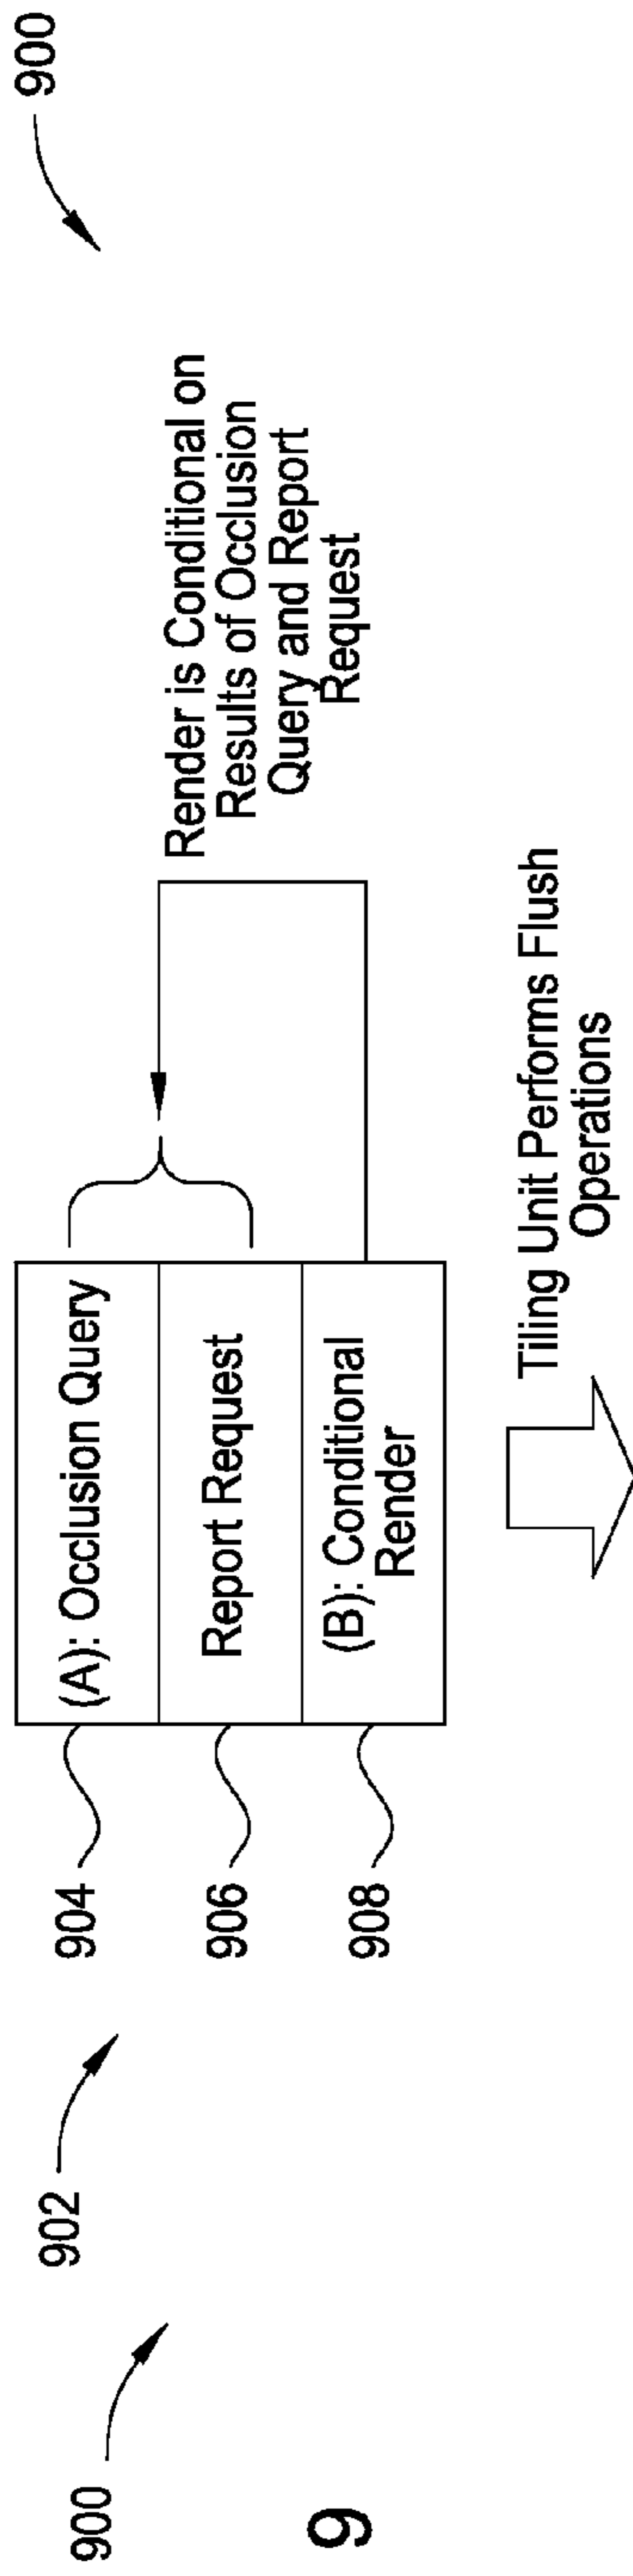 900
902
900
904
(A): Occlusion Query
906
Report Request
908
(B): Conditional
Render
Render is Conditional on
Results of Occlusion
Query and Report
Request
Tiling Unit Performs Flush
Operations
9